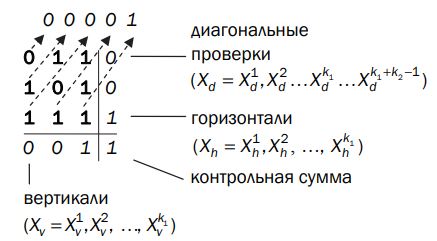 0 0 0 0 0 1
диагональные
0 1 1 0 проверки
(X_d = X_d^1, X_d^2 ... X_d^{k_1} ... X_d^{k_1+k_2−1})
1 0 1 0
1 1 1 1 горизонтали
(X_h = X_h^1, X_h^2, ..., X_h^{k_1})
0 0 1 1
контрольная сумма
вертикали
(X_v = X_v^1, X_v^2, ..., X_v^{k_1})